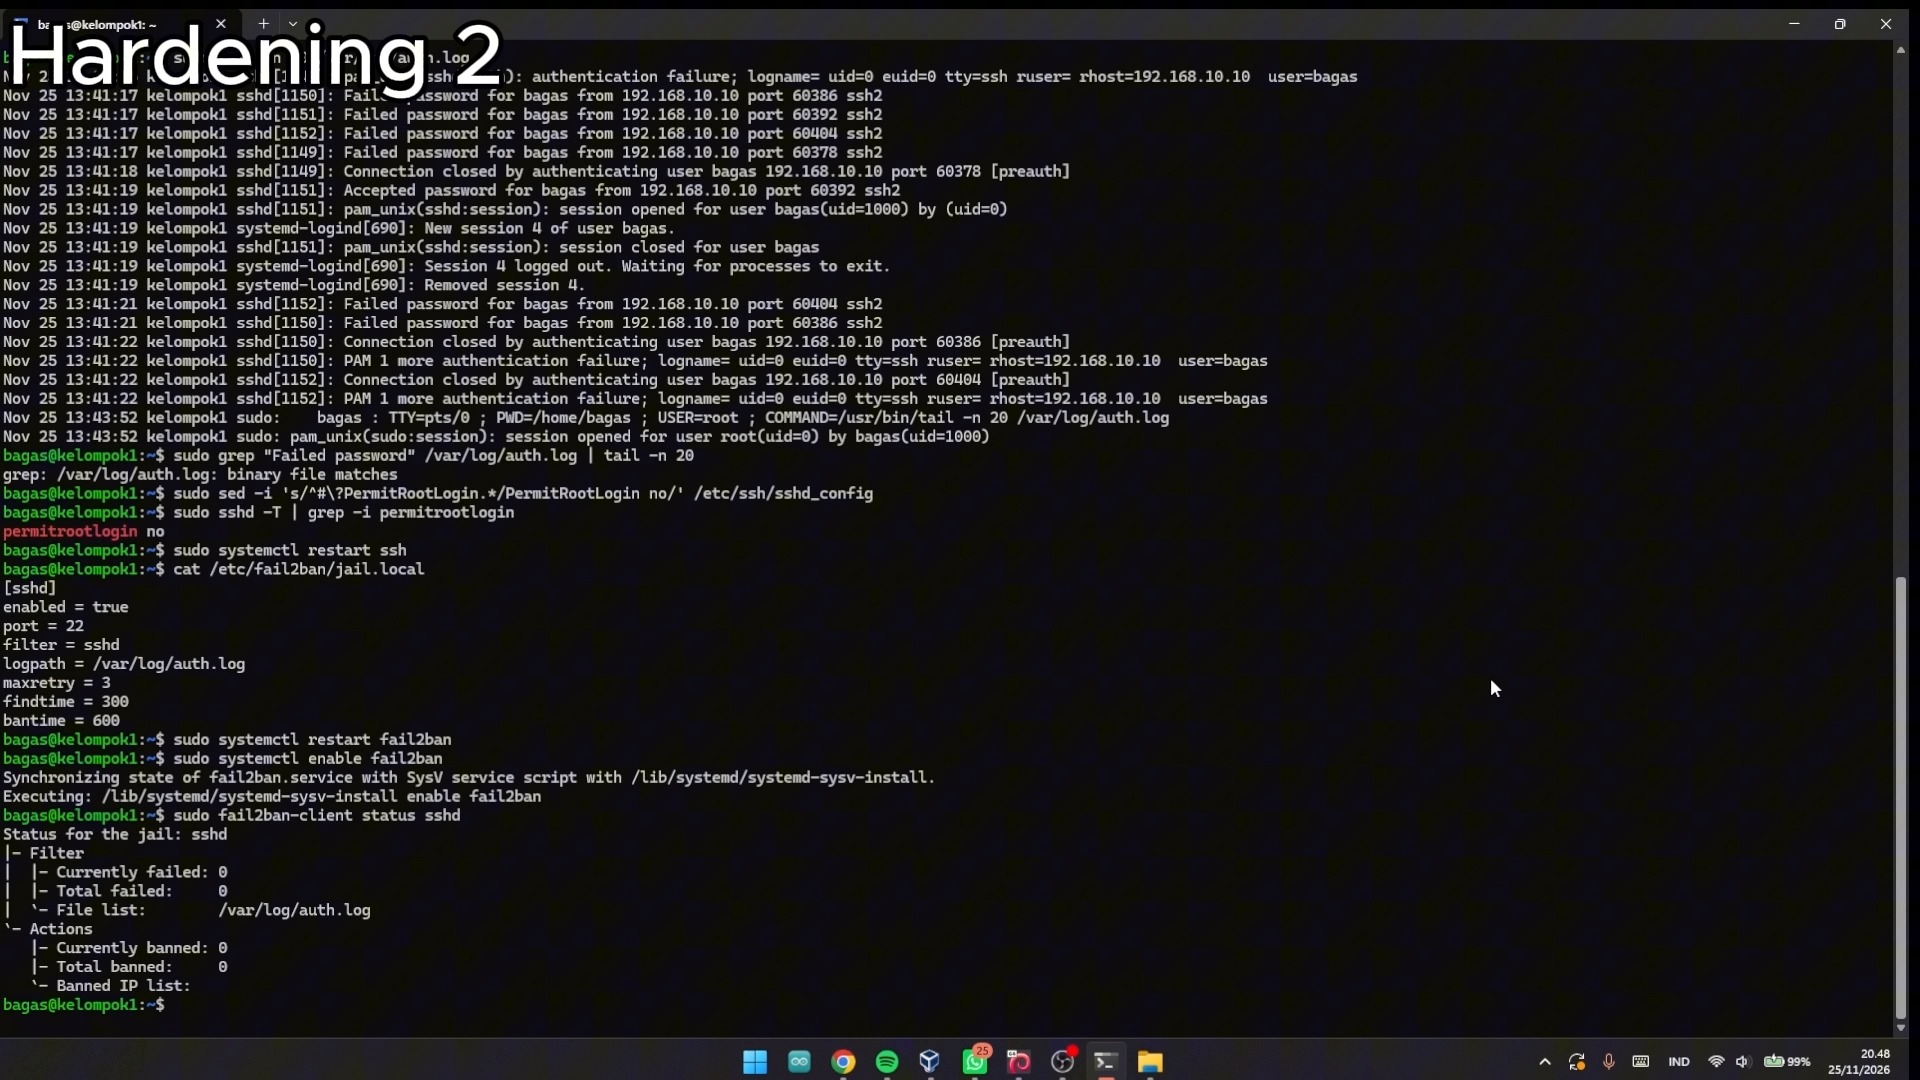 bagas@kelompok1: ~
Hardening 2
auth.log
): authentication failure; logname= uid=0 euid=0 tty=ssh ruser= rhost=192.168.10.10  user=bagas
Nov 25 13:41:17 kelompok1 sshd[1150]: Failed password for bagas from 192.168.10.10 port 60386 ssh2
Nov 25 13:41:17 kelompok1 sshd[1151]: Failed password for bagas from 192.168.10.10 port 60392 ssh2
Nov 25 13:41:17 kelompok1 sshd[1152]: Failed password for bagas from 192.168.10.10 port 60404 ssh2
Nov 25 13:41:17 kelompok1 sshd[1149]: Failed password for bagas from 192.168.10.10 port 60378 ssh2
Nov 25 13:41:18 kelompok1 sshd[1149]: Connection closed by authenticating user bagas 192.168.10.10 port 60378 [preauth]
Nov 25 13:41:19 kelompok1 sshd[1151]: Accepted password for bagas from 192.168.10.10 port 60392 ssh2
Nov 25 13:41:19 kelompok1 sshd[1151]: pam_unix(sshd:session): session opened for user bagas(uid=1000) by (uid=0)
Nov 25 13:41:19 kelompok1 systemd-logind[690]: New session 4 of user bagas.
Nov 25 13:41:19 kelompok1 sshd[1151]: pam_unix(sshd:session): session closed for user bagas
Nov 25 13:41:19 kelompok1 systemd-logind[690]: Session 4 logged out. Waiting for processes to exit.
Nov 25 13:41:19 kelompok1 systemd-logind[690]: Removed session 4.
Nov 25 13:41:21 kelompok1 sshd[1152]: Failed password for bagas from 192.168.10.10 port 60404 ssh2
Nov 25 13:41:21 kelompok1 sshd[1150]: Failed password for bagas from 192.168.10.10 port 60386 ssh2
Nov 25 13:41:22 kelompok1 sshd[1150]: Connection closed by authenticating user bagas 192.168.10.10 port 60386 [preauth]
Nov 25 13:41:22 kelompok1 sshd[1150]: PAM 1 more authentication failure; logname= uid=0 euid=0 tty=ssh ruser= rhost=192.168.10.10  user=bagas
Nov 25 13:41:22 kelompok1 sshd[1152]: Connection closed by authenticating user bagas 192.168.10.10 port 60404 [preauth]
Nov 25 13:41:22 kelompok1 sshd[1152]: PAM 1 more authentication failure; logname= uid=0 euid=0 tty=ssh ruser= rhost=192.168.10.10  user=bagas
Nov 25 13:43:52 kelompok1 sudo:    bagas : TTY=pts/0 ; PWD=/home/bagas ; USER=root ; COMMAND=/usr/bin/tail -n 20 /var/log/auth.log
Nov 25 13:43:52 kelompok1 sudo: pam_unix(sudo:session): session opened for user root(uid=0) by bagas(uid=1000)
bagas@kelompok1:~$ sudo grep "Failed password" /var/log/auth.log | tail -n 20
grep: /var/log/auth.log: binary file matches
bagas@kelompok1:~$ sudo sed -i 's/^#\?PermitRootLogin.*/PermitRootLogin no/' /etc/ssh/sshd_config
bagas@kelompok1:~$ sudo sshd -T | grep -i permitrootlogin
permitrootlogin no
bagas@kelompok1:~$ sudo systemctl restart ssh
bagas@kelompok1:~$ cat /etc/fail2ban/jail.local
[sshd]
enabled = true
port = 22
filter = sshd
logpath = /var/log/auth.log
maxretry = 3
findtime = 300
bantime = 600
bagas@kelompok1:~$ sudo systemctl restart fail2ban
bagas@kelompok1:~$ sudo systemctl enable fail2ban
Synchronizing state of fail2ban.service with SysV service script with /lib/systemd/systemd-sysv-install.
Executing: /lib/systemd/systemd-sysv-install enable fail2ban
bagas@kelompok1:~$ sudo fail2ban-client status sshd
Status for the jail: sshd
|- Filter
|  |- Currently failed: 0
|  |- Total failed:     0
|  `- File list:        /var/log/auth.log
`- Actions
   |- Currently banned: 0
   |- Total banned:     0
   `- Banned IP list:
bagas@kelompok1:~$
25
IND
99%
20.48
25/11/2026